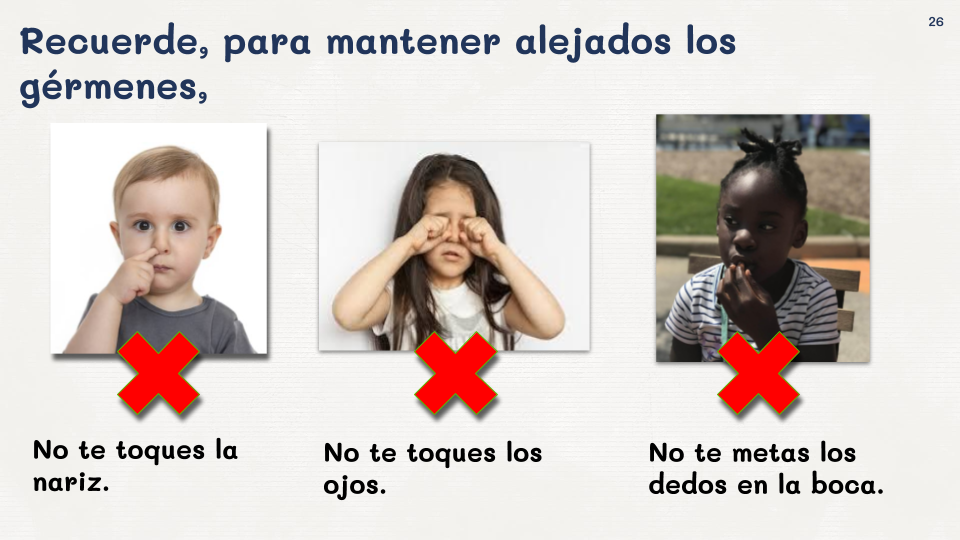 26
Recuerde, para mantener alejados los
gérmenes,
No te toques la
nariz.
No te toques los
ojos.
No te metas los
dedos en la boca.